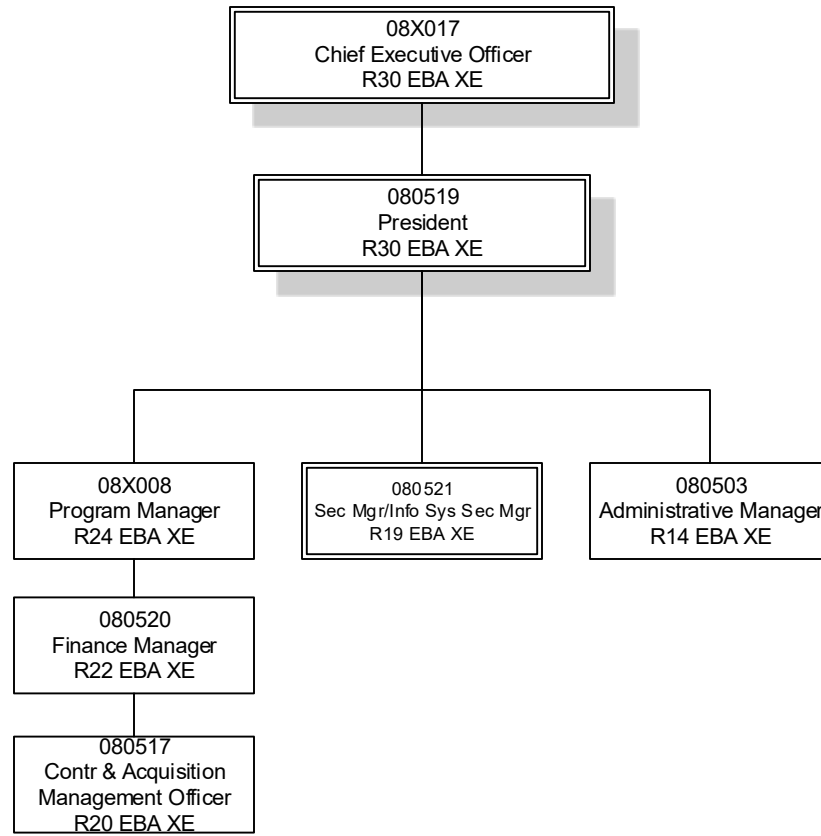 08X017
Chief Executive Officer
R30 EBA XE
080519
President
R30 EBA XE
08X008
Program Manager
R24 EBA XE
080521
Sec Mgr/Info Sys Sec Mgr
R19 EBA XE
080503
Administrative Manager
R14 EBA XE
080520
Finance Manager
R22 EBA XE
080517
Contr & Acquisition
Management Officer
R20 EBA XE